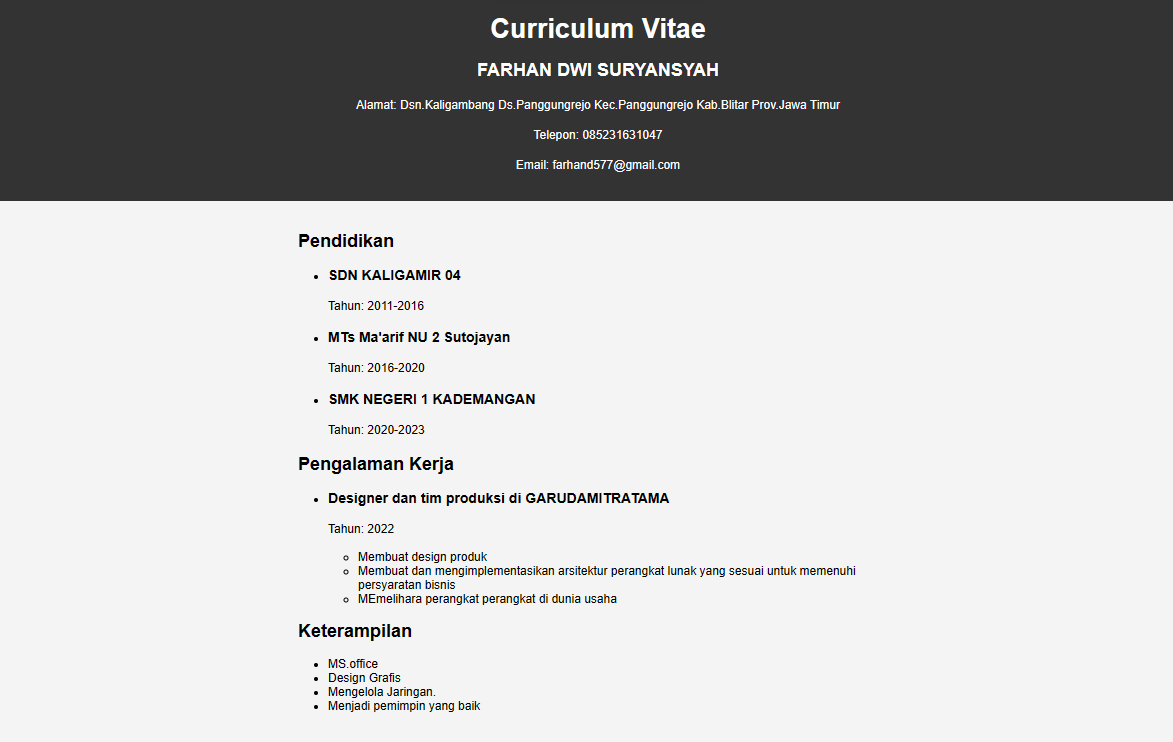 Curriculum Vitae
FARHAN DWI SURYANSYAH
Alamat: Dsn.Kaligambang Ds.Panggungrejo Kec.Panggungrejo Kab.Blitar Prov.Jawa Timur
Telepon: 085231631047
Email: farhand577@gmail.com
Pendidikan
SDN KALIGAMIR 04
Tahun: 2011-2016
MTs Ma'arif NU 2 Sutojayan
Tahun: 2016-2020
SMK NEGERI 1 KADEMANGAN
Tahun: 2020-2023
Pengalaman Kerja
Designer dan tim produksi di GARUDAMITRATAMA
Tahun: 2022
Membuat design produk
Membuat dan mengimplementasikan arsitektur perangkat lunak yang sesuai untuk memenuhi
persyaratan bisnis
MEmelihara perangkat perangkat di dunia usaha
Keterampilan
MS.office
Design Grafis
Mengelola Jaringan.
Menjadi pemimpin yang baik